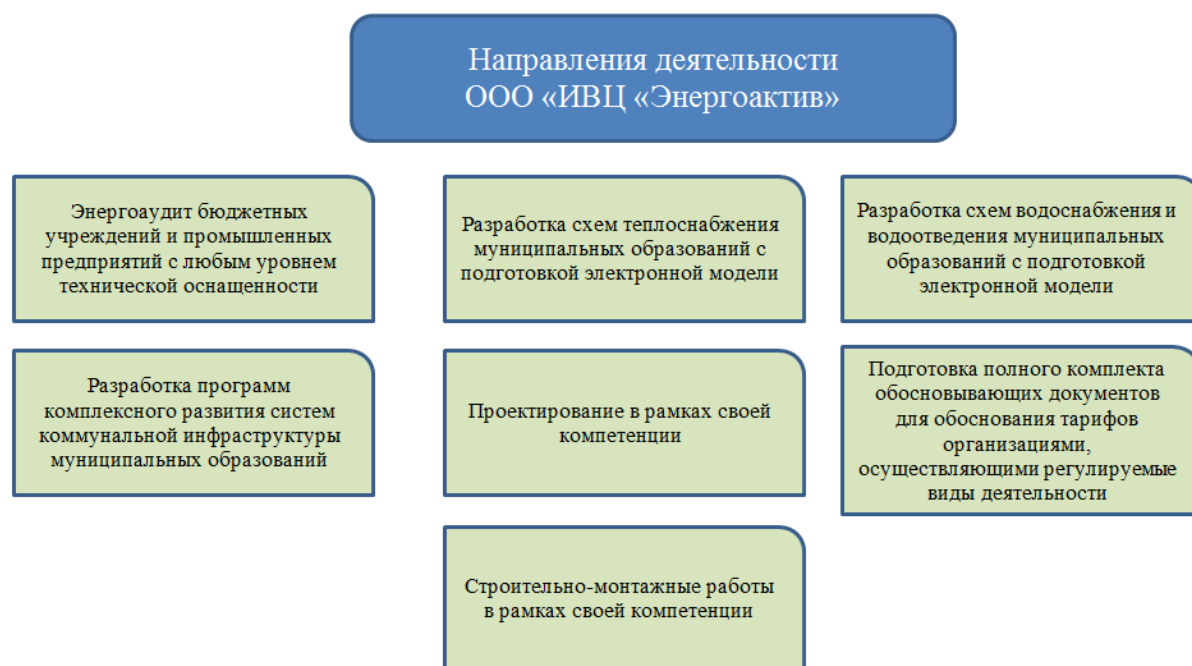 Направления деятельности
ООО «ИВЦ «Энергоактив»
Энергоаудит бюджетных
учреждений и промышленных
предприятий с любым уровнем
технической оснащенности
Разработка схем теплоснабжения
муниципальных образований с
подготовкой электронной модели
Разработка схем водоснабжения и
водоотведения муниципальных
образований с подготовкой
электронной модели
Разработка программ
комплексного развития систем
коммунальной инфраструктуры
муниципальных образований
Проектирование в рамках своей
компетенции
Подготовка полного комплекта
обосновывающих документов
для обоснования тарифов
организациями,
осуществляющими регулируемые
виды деятельности
Строительно-монтажные работы
в рамках своей компетенции